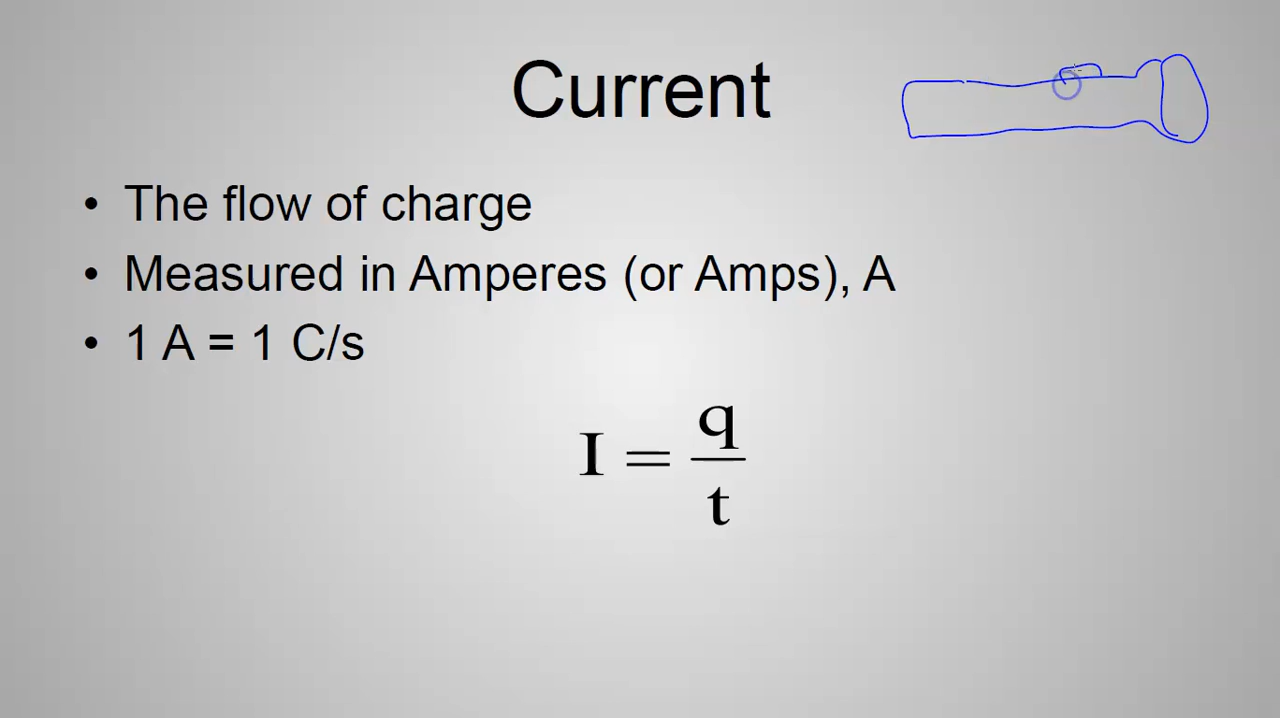 Current
• The flow of charge
• Measured in Amperes (or Amps), A
• 1 A = 1 C/s
I = q/t